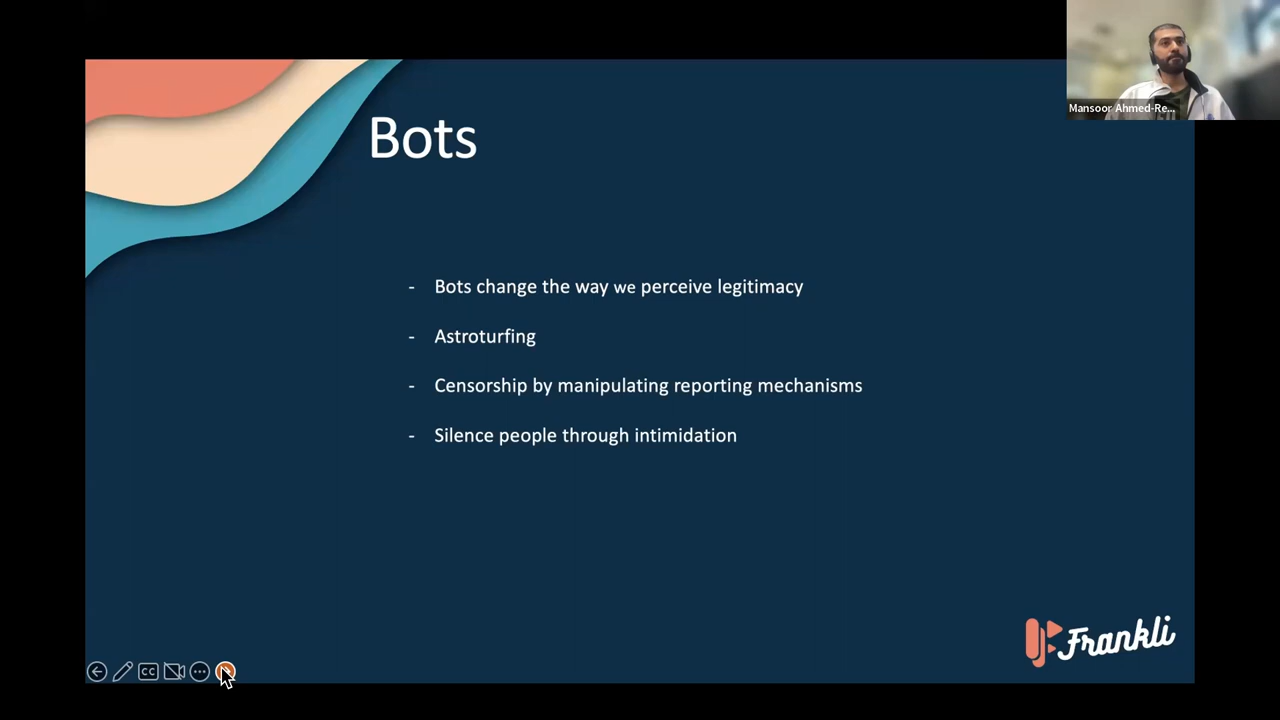 Mansoor Ahmed-Re...
Bots
- Bots change the way we perceive legitimacy
- Astroturfing
- Censorship by manipulating reporting mechanisms
- Silence people through intimidation
Frankli
CC